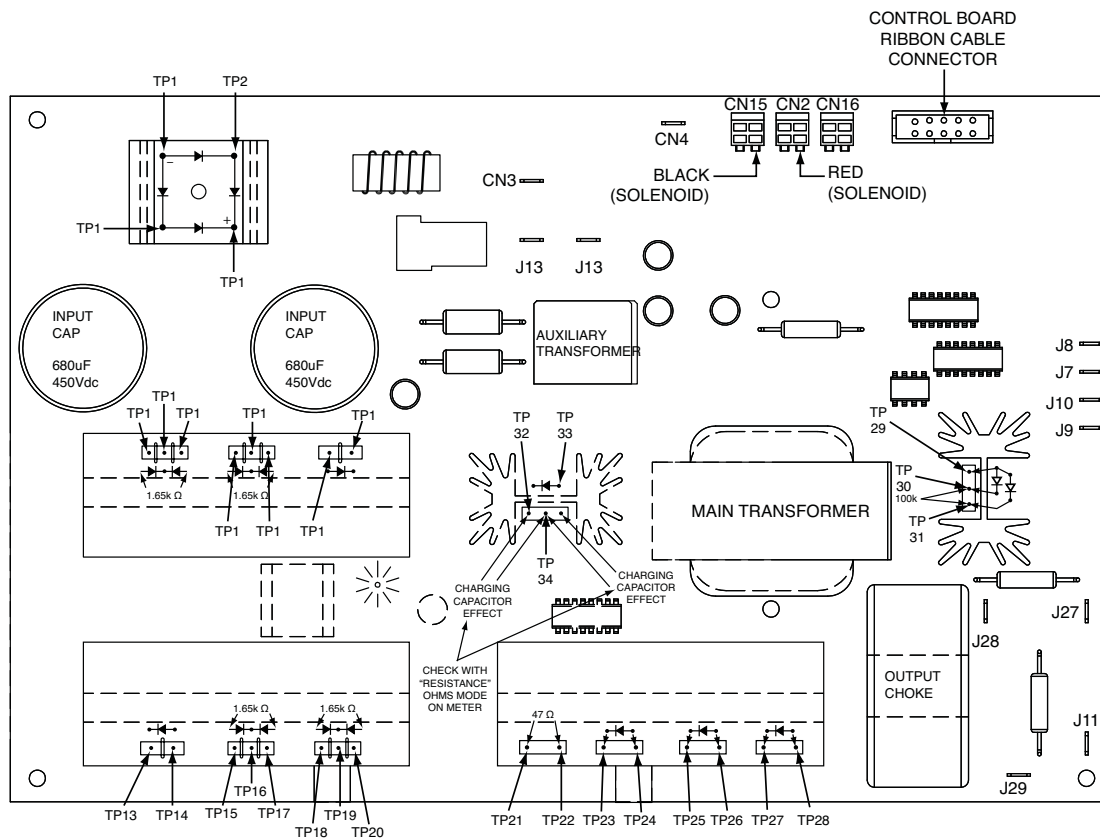 CONTROL BOARD
RIBBON CABLE
CONNECTOR
TP1
TP2
CN15
CN2
CN16
CN4
BLACK
(SOLENOID)
RED
(SOLENOID)
−
+
CN3
TP1
TP1
J13
J13
INPUT
CAP
680uF
450Vdc
INPUT
CAP
680uF
450Vdc
AUXILIARY
TRANSFORMER
J8
J7
J10
J9
TP1
TP1
TP1
TP1
TP1
1.65k Ω
1.65k Ω
TP1
TP1
TP1
TP
32
TP
33
TP
34
TP
29
TP
30
100k
TP
31
MAIN TRANSFORMER
CHARGING
CAPACITOR
EFFECT
CHARGING
CAPACITOR
EFFECT
CHECK WITH
"RESISTANCE"
OHMS MODE
ON METER
J28
J27
OUTPUT
CHOKE
J11
J29
1.65k Ω
1.65k Ω
47 Ω
TP13
TP14
TP15
TP16
TP17
TP18
TP19
TP20
TP21
TP22
TP23
TP24
TP25
TP26
TP27
TP28